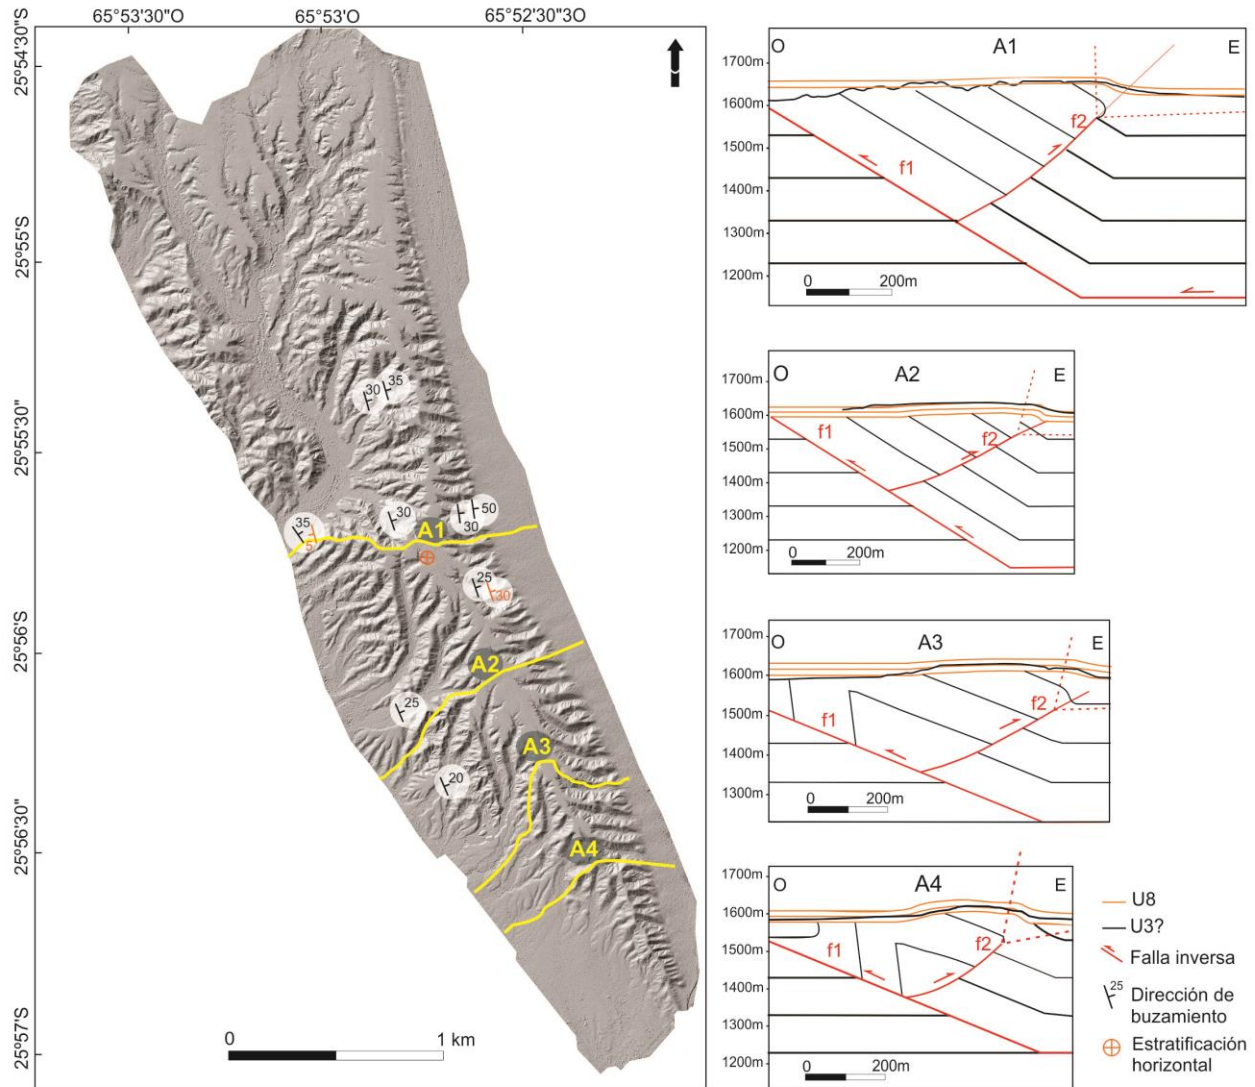 65°53'30"O 65°53'O 65°52'30"O
25°54'30"S
25°55'S
25°55'30"
25°56'S
25°56'30"
25°57'S
30 35
35
5
30
50
30
A1
25
30
A2
25
A3
20
A4
0 1 km
O A1 E
1700m
1600m
1500m
1400m
1300m
1200m
f1
f2
0 200m
O A2 E
1700m
1600m
1500m
1400m
1300m
1200m
f1
f2
0 200m
O A3 E
1700m
1600m
1500m
1400m
1300m
f1
f2
0 200m
O A4 E
1700m
1600m
1500m
1400m
1300m
1200m
f1
f2
0 200m
U8
U3?
Falla inversa
25
Dirección de
buzamiento
Estratificación
horizontal